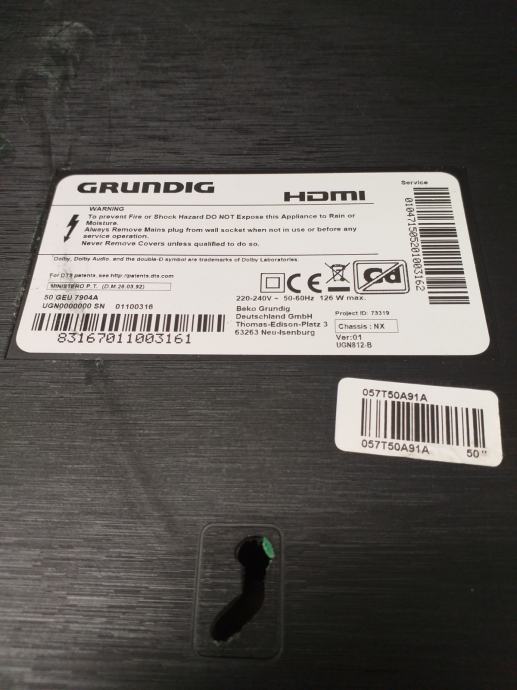 GRUNDIG
HDMI
Service
WARNING
To prevent Fire or Shock Hazard DO NOT Expose this Appliance to Rain or
Moisture.
Always Remove Mains plug from wall socket when not in use or before any
service operation.
Never Remove Covers unless qualified to do so.
Dolby, Dolby Audio, and the double-D symbol are trademarks of Dolby Laboratories.
For DTS patents, see http://patents.dts.com
MINISTERO P.T. (D.M.26.03.92)
50 GEU 7904A
UGN0000000 SN 01100316
83167011003161
CE
Cd
220-240V ~ 50-60Hz 126 W max.
Beko Grundig
Deutschland GmbH
Thomas-Edison-Platz 3
63263 Neu-Isenburg
Project ID: 73319
Chassis : NX
Ver:01
UGN812-B
057T50A91A
057T50A91A 50"